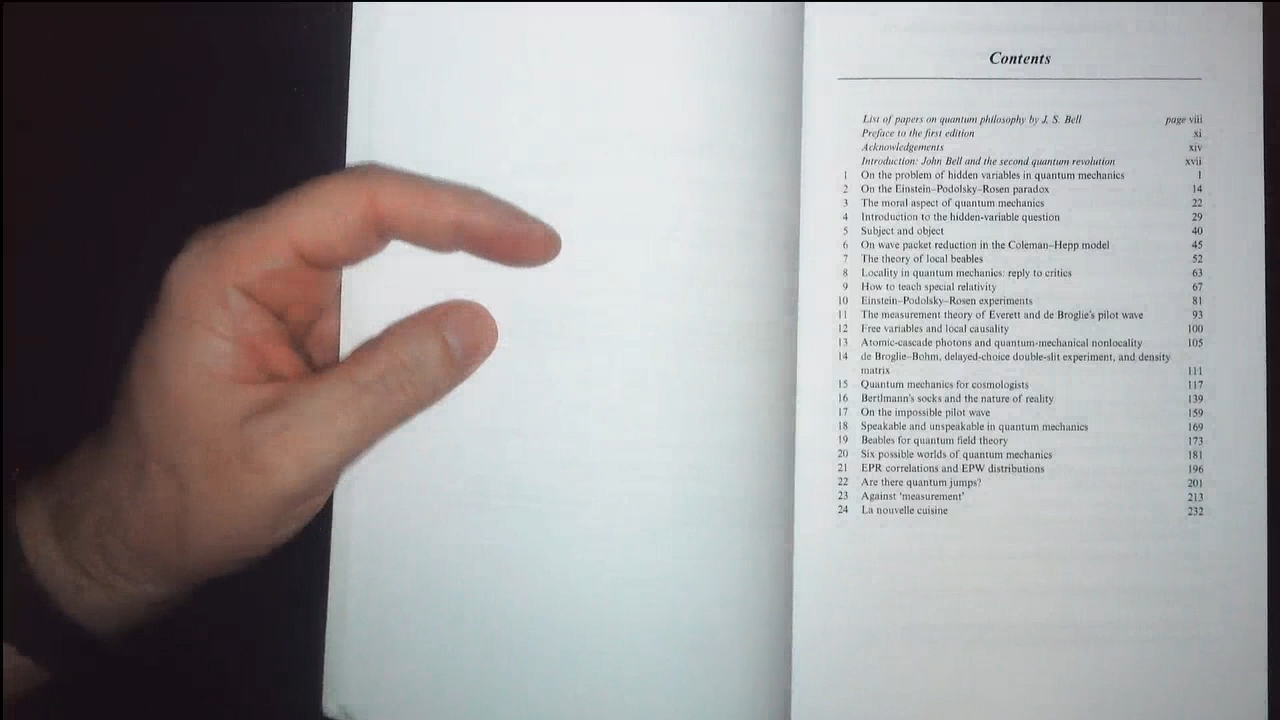 Contents
List of papers on quantum philosophy by J. S. Bell page viii
Preface to the first edition xi
Acknowledgements xiv
Introduction: John Bell and the second quantum revolution xvii
1 On the problem of hidden variables in quantum mechanics 1
2 On the Einstein–Podolsky–Rosen paradox 14
3 The moral aspect of quantum mechanics 22
4 Introduction to the hidden-variable question 29
5 Subject and object 40
6 On wave packet reduction in the Coleman–Hepp model 45
7 The theory of local beables 52
8 Locality in quantum mechanics: reply to critics 63
9 How to teach special relativity 67
10 Einstein–Podolsky–Rosen experiments 81
11 The measurement theory of Everett and de Broglie's pilot wave 93
12 Free variables and local causality 100
13 Atomic-cascade photons and quantum-mechanical nonlocality 105
14 de Broglie–Bohm, delayed-choice double-slit experiment, and density
matrix 111
15 Quantum mechanics for cosmologists 117
16 Bertlmann's socks and the nature of reality 139
17 On the impossible pilot wave 159
18 Speakable and unspeakable in quantum mechanics 169
19 Beables for quantum field theory 173
20 Six possible worlds of quantum mechanics 181
21 EPR correlations and EPW distributions 196
22 Are there quantum jumps? 201
23 Against 'measurement' 213
24 La nouvelle cuisine 232